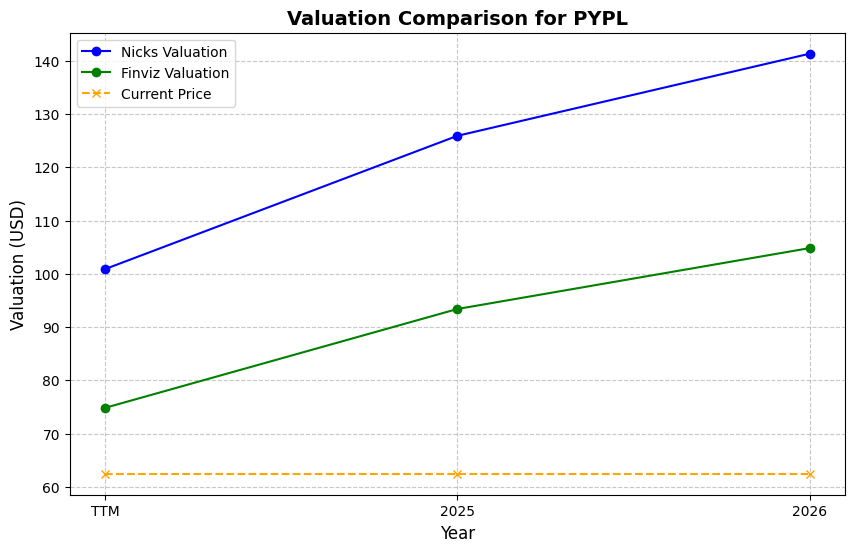 Valuation Comparison for PYPL
Nicks Valuation
Finviz Valuation
Current Price
Valuation (USD)
140
130
120
110
100
90
80
70
60
TTM
2025
2026
Year